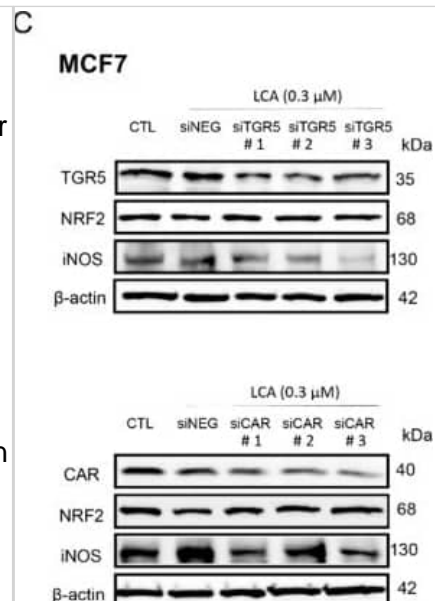 C
MCF7
LCA (0.3 µM)
CTL siNEG siTGR5 siTGR5 siTGR5
# 1 # 2 # 3 kDa
TGR5 35
NRF2 68
iNOS 130
β-actin 42
r
LCA (0.3 µM)
CTL siNEG siCAR siCAR siCAR
# 1 # 2 # 3 kDa
CAR 40
n
NRF2 68
iNOS 130
β-actin 42